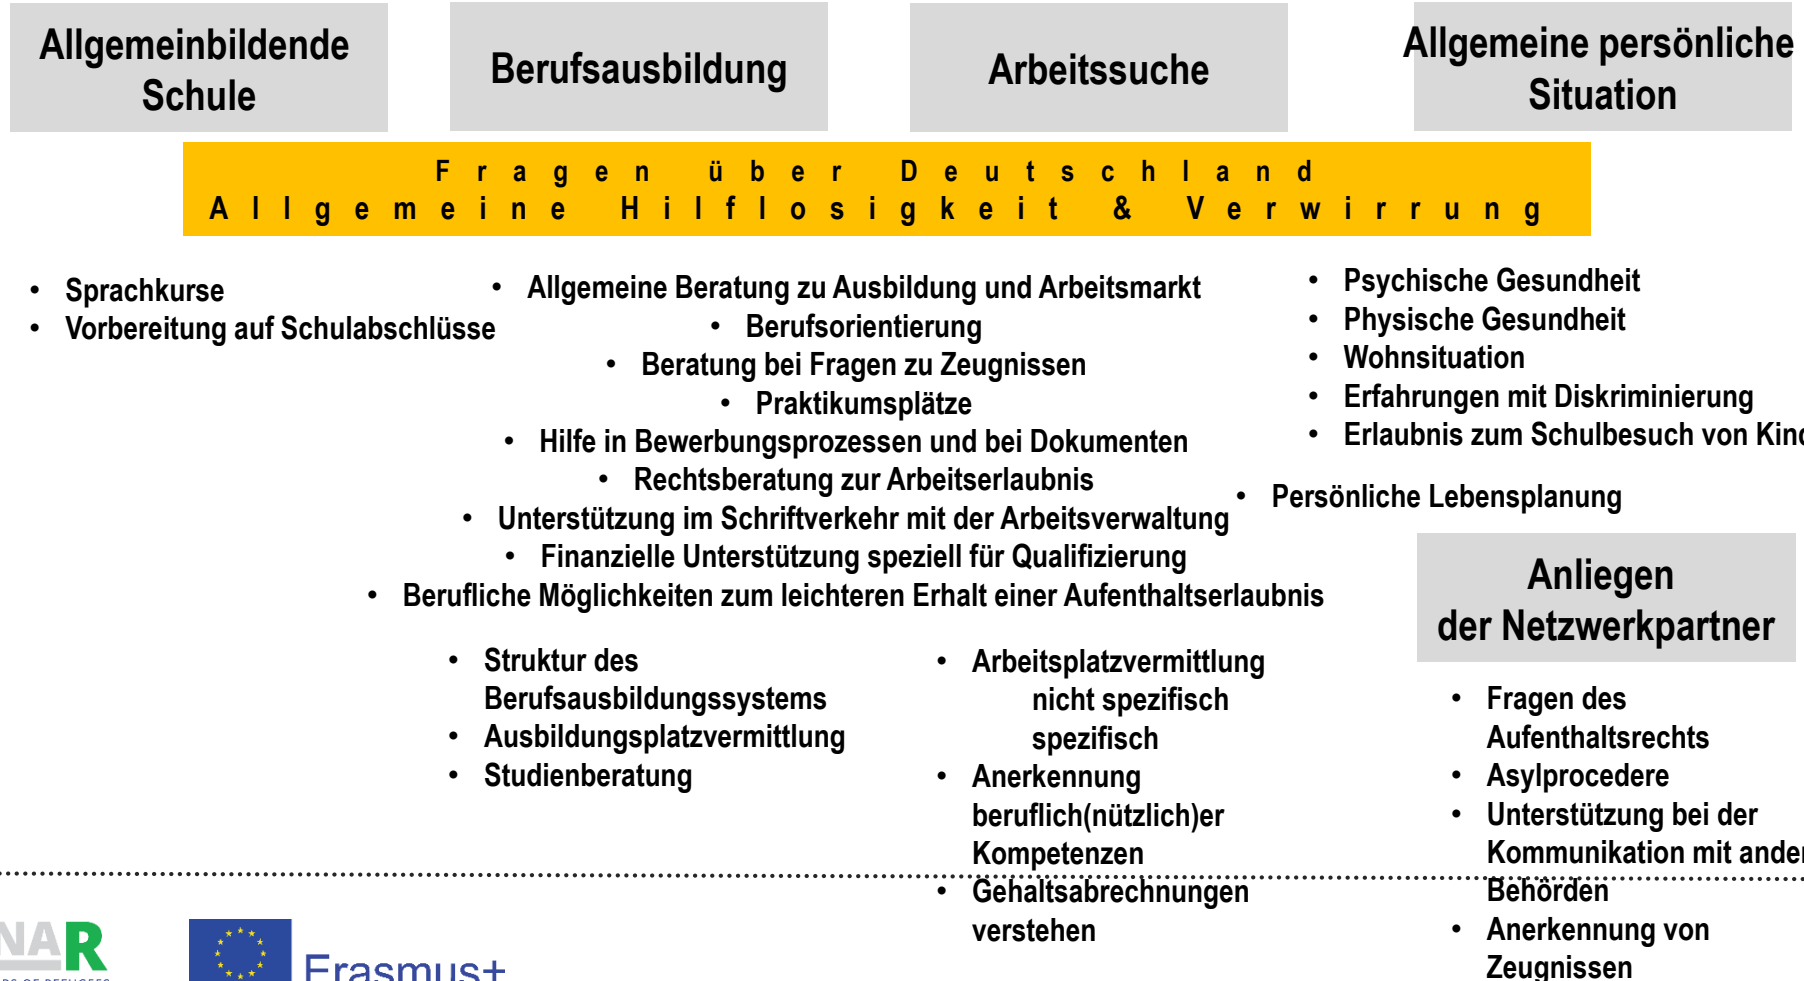 Allgemeinbildende
Schule
Berufsausbildung
Arbeitssuche
Allgemeine persönliche
Situation
Fragen über Deutschland
Allgemeine Hilflosigkeit & Verwirrung
• Sprachkurse
• Vorbereitung auf Schulabschlüsse
• Allgemeine Beratung zu Ausbildung und Arbeitsmarkt
• Berufsorientierung
• Beratung bei Fragen zu Zeugnissen
• Praktikumsplätze
• Hilfe in Bewerbungsprozessen und bei Dokumenten
• Rechtsberatung zur Arbeitserlaubnis
• Unterstützung im Schriftverkehr mit der Arbeitsverwaltung
• Finanzielle Unterstützung speziell für Qualifizierung
• Berufliche Möglichkeiten zum leichteren Erhalt einer Aufenthaltserlaubnis
• Psychische Gesundheit
• Physische Gesundheit
• Wohnsituation
• Erfahrungen mit Diskriminierung
• Erlaubnis zum Schulbesuch von
• Persönliche Lebensplanung
• Struktur des
Berufsausbildungssystems
• Ausbildungsplatzvermittlung
• Studienberatung
• Arbeitsplatzvermittlung
nicht spezifisch
spezifisch
• Anerkennung
beruflich(nützlich)er
Kompetenzen
• Gehaltsabrechnungen
verstehen
Anliegen
der Netzwerkpartner
• Fragen des
Aufenthaltsrechts
• Asylprocedere
• Unterstützung bei der
Kommunikation mit
Behörden
• Anerkennung von
Zeugnissen
NAR
OF REFUGEES
Erasmus+